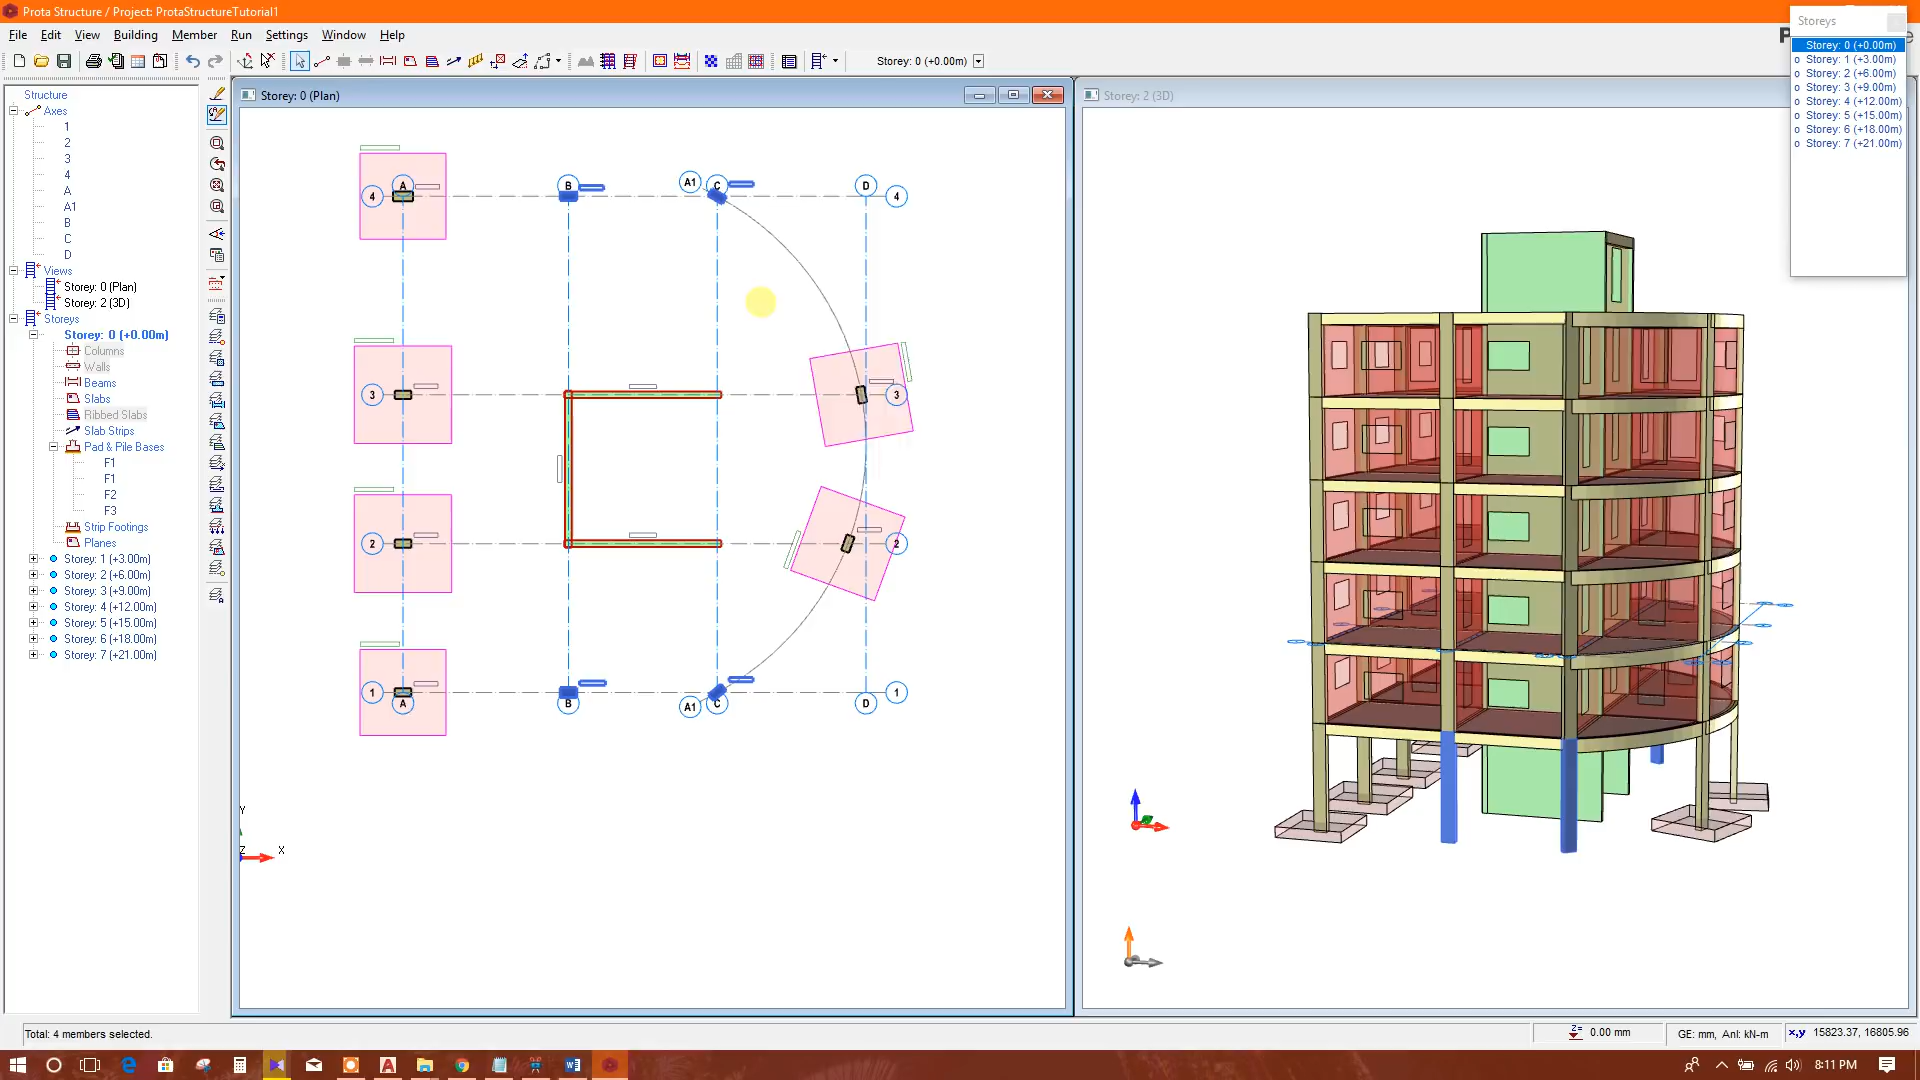 Prota Structure / Project: ProtaStructureTutorial1
File Edit View Building Member Run Settings Window Help
Storey: 0 (+0.00m)
Structure
Axes
1
2
3
4
A
A1
B
C
D
Views
Storey: 0 (Plan)
Storey: 2 (3D)
Storeys
Storey: 0 (+0.00m)
Columns
Walls
Beams
Slabs
Ribbed Slabs
Slab Strips
Pad & Pile Bases
F1
F1
F2
F3
Strip Footings
Planes
Storey: 1 (+3.00m)
Storey: 2 (+6.00m)
Storey: 3 (+9.00m)
Storey: 4 (+12.00m)
Storey: 5 (+15.00m)
Storey: 6 (+18.00m)
Storey: 7 (+21.00m)
Storey: 0 (Plan)
A B A1 C D
4 4
3 3
2 2
1 1
A B A1 C D
Y
Z X
Storey: 2 (3D)
Storeys
Storey: 0 (+0.00m)
Storey: 1 (+3.00m)
Storey: 2 (+6.00m)
Storey: 3 (+9.00m)
Storey: 4 (+12.00m)
Storey: 5 (+15.00m)
Storey: 6 (+18.00m)
Storey: 7 (+21.00m)
Total: 4 members selected.
0.00 mm
GE: mm, Anl: kN-m
x,y 15823.37, 16805.96
8:11 PM